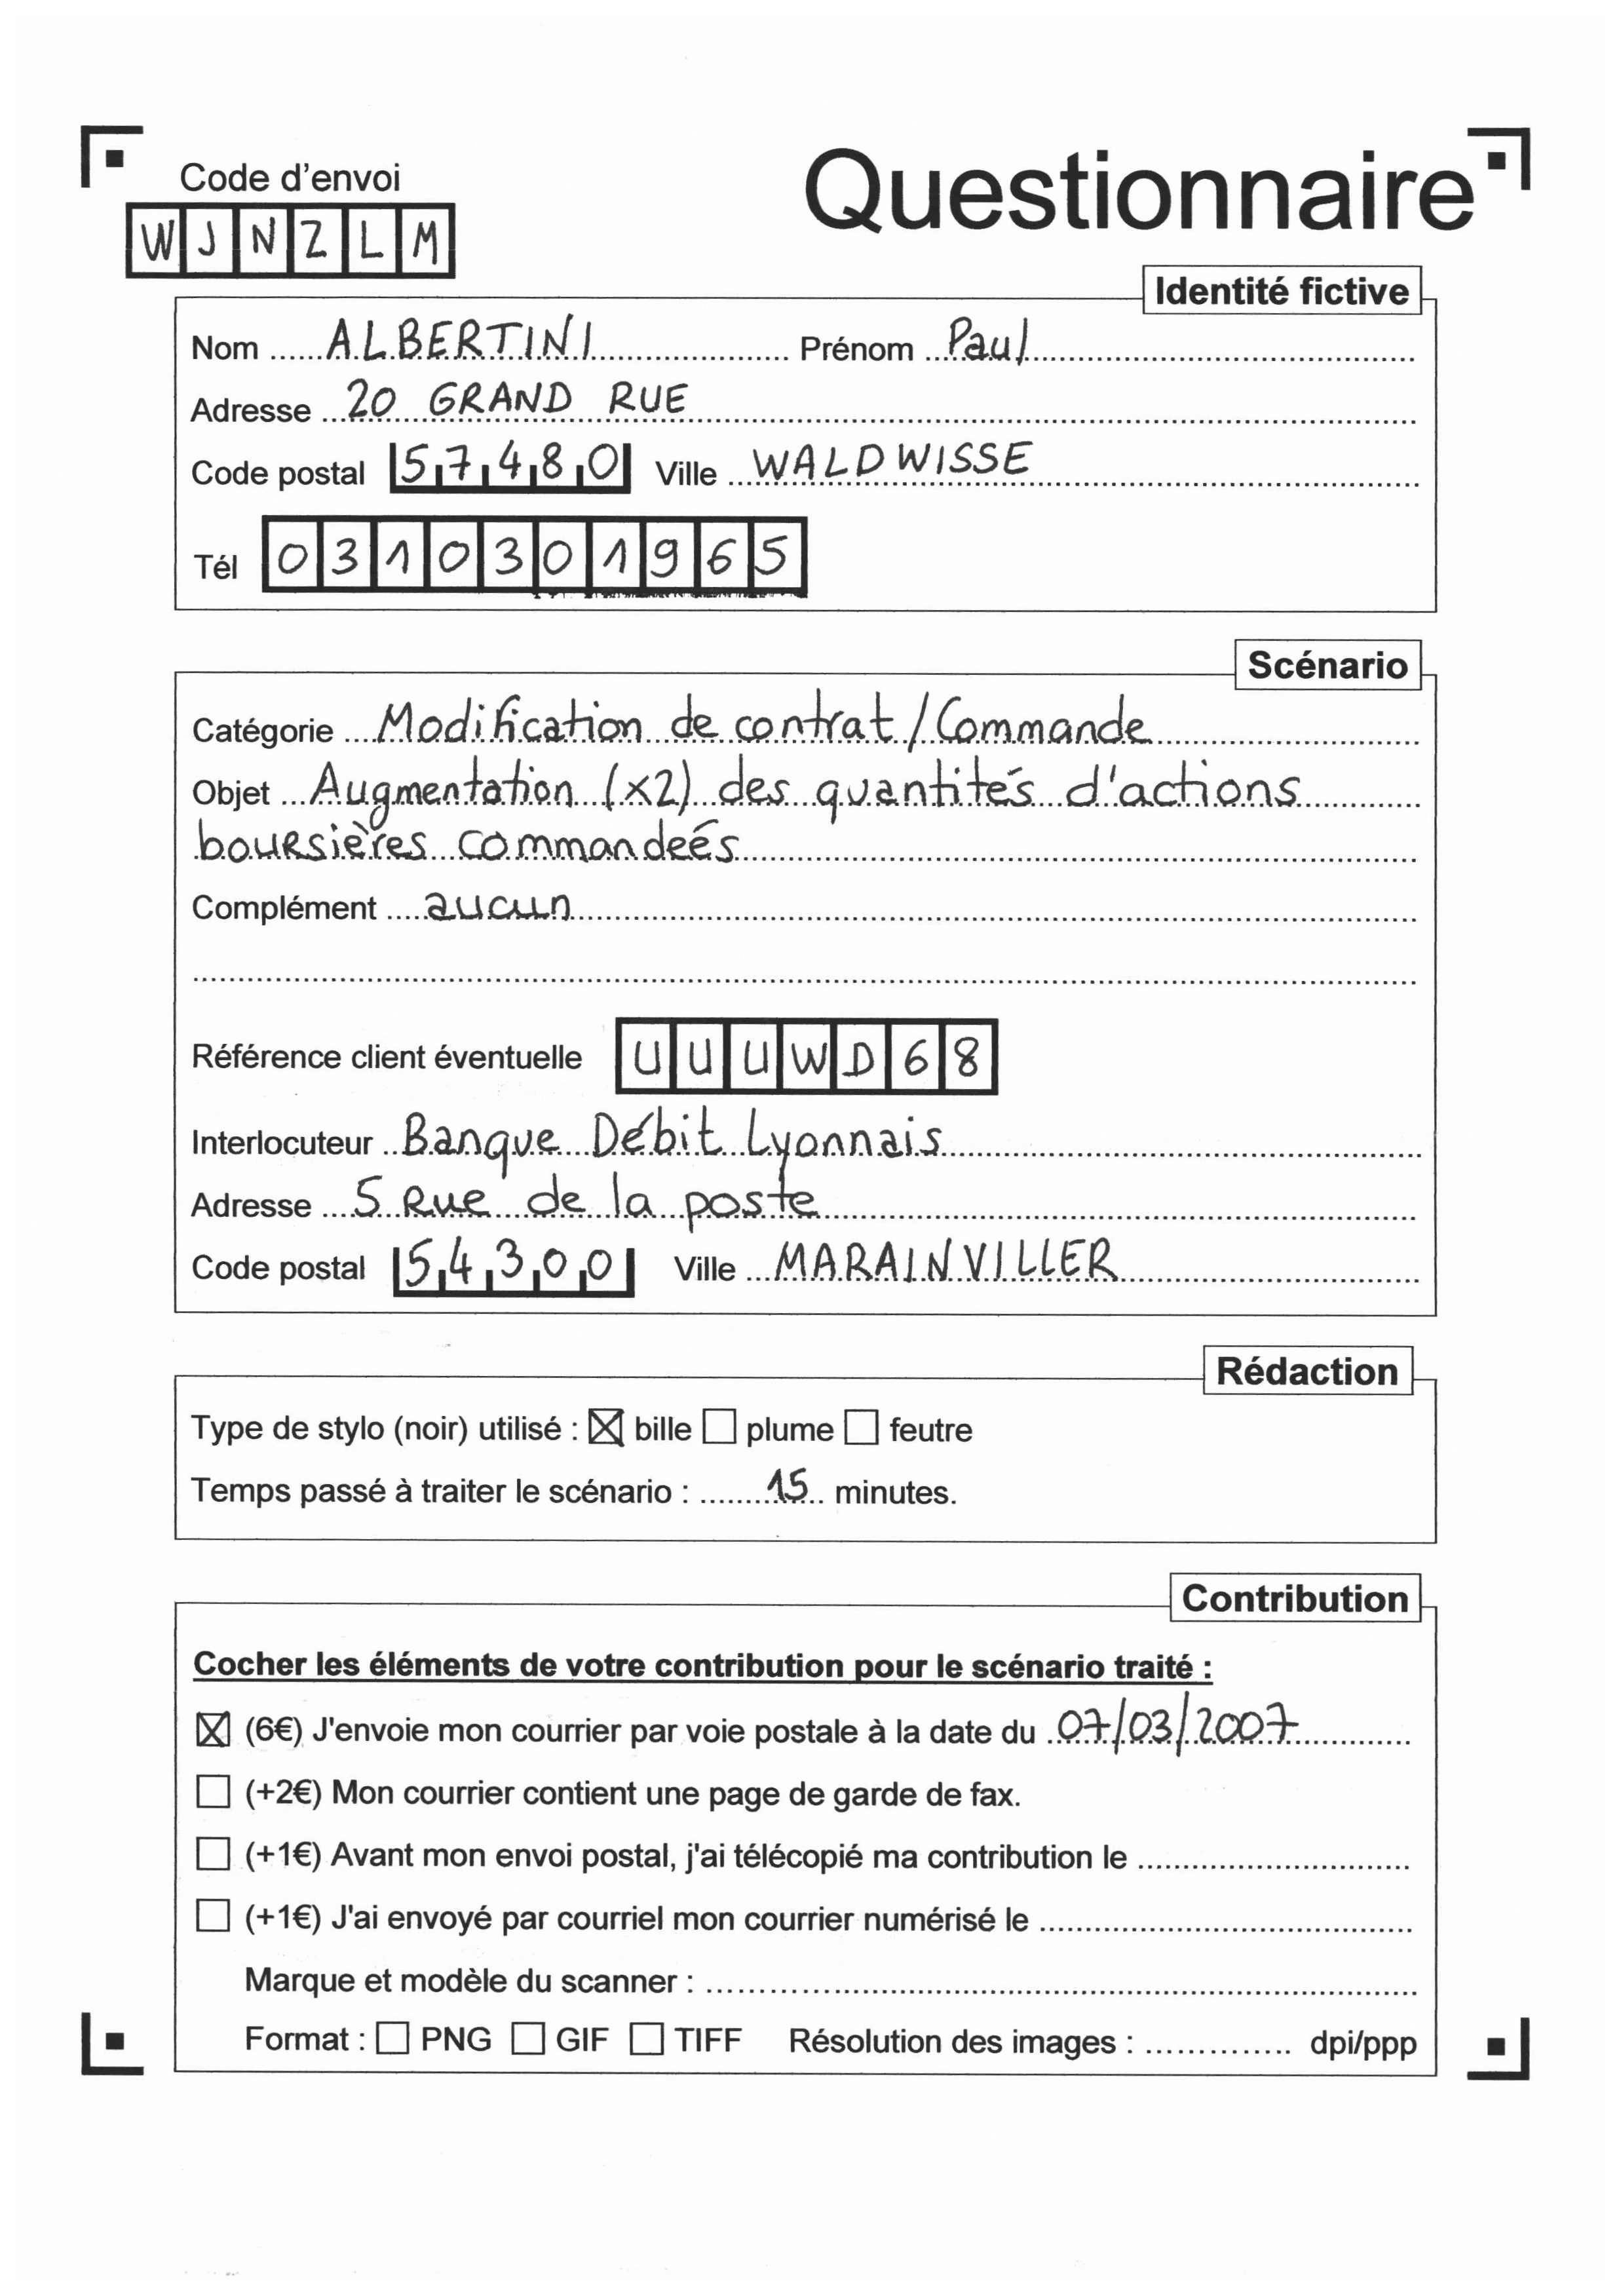 Code d'envoi
Questionnaire
WJNZLM
Identité fictive
Nom ALBERTINI Prénom Paul
Adresse 20 GRAND RUE
Code postal 57480 Ville WALDWISSE
Tél 0310301965
Scénario
Catégorie Modification de contrat/Commande
Objet Augmentation (x2) des quantités d'actions
boursières commandeés
Complément aucun
Référence client éventuelle UUUWD68
Interlocuteur Banque Débit Lyonnais
Adresse 5 Rue de la poste
Code postal 54300 Ville MARAINVILLER
Rédaction
Type de stylo (noir) utilisé : ☒ bille ☐ plume ☐ feutre
Temps passé à traiter le scénario : 15 minutes.
Contribution
Cocher les éléments de votre contribution pour le scénario traité :
☒ (6€) J'envoie mon courrier par voie postale à la date du 07/03/2007
☐ (+2€) Mon courrier contient une page de garde de fax.
☐ (+1€) Avant mon envoi postal, j'ai télécopié ma contribution le
☐ (+1€) J'ai envoyé par courriel mon courrier numérisé le
Marque et modèle du scanner :
Format : ☐ PNG ☐ GIF ☐ TIFF Résolution des images : dpi/ppp